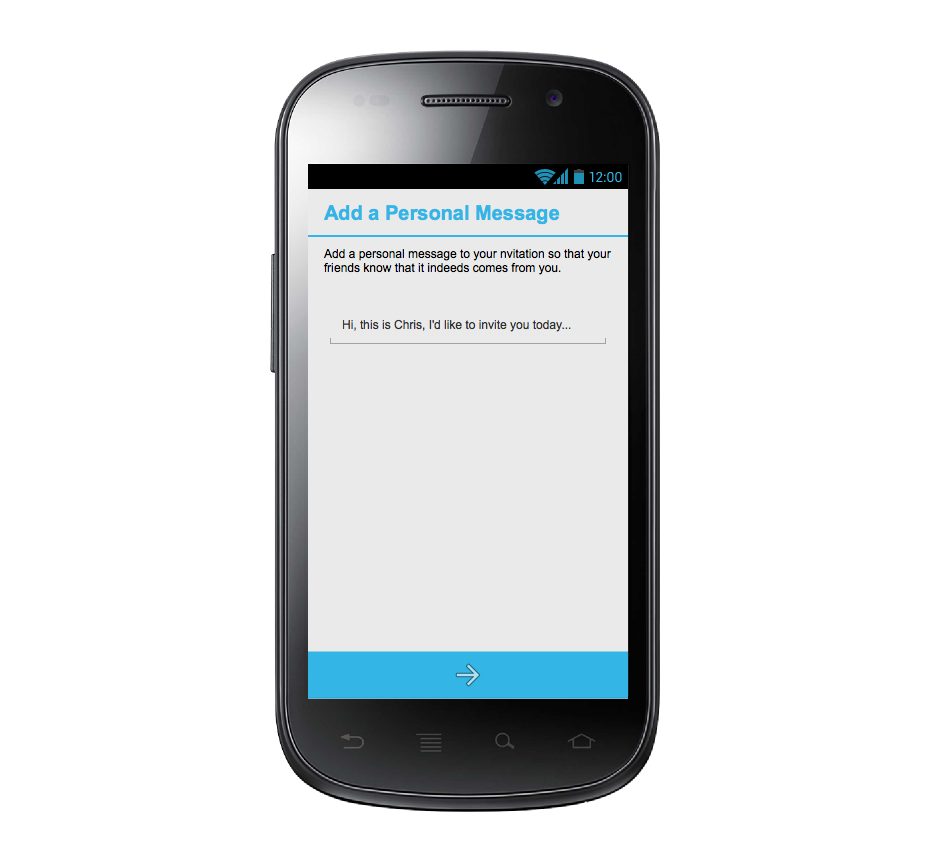 12:00
Add a Personal Message
Add a personal message to your nvitation so that your
friends know that it indeeds comes from you.
Hi, this is Chris, I'd like to invite you today...